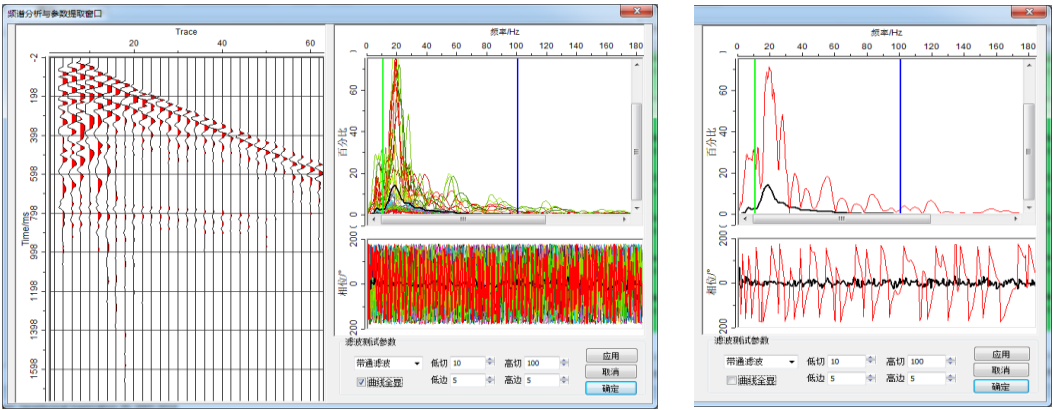 频谱分析与参数提取窗口
Trace
20 40 60
-2
198
398
598
798
998
1198
1398
1598
Time/ms
频率/Hz
0 20 40 60 80 100 120 140 160 180
60
40
20
0
百分比
200
0
200
相位/°
滤波测试参数
带通滤波 低切 10 高切 100 应用
取消
曲线全显 低边 5 高边 5 确定
频率/Hz
0 20 40 60 80 100 120 140 160 180
60
40
20
0
百分比
200
0
200
相位/°
滤波测试参数
带通滤波 低切 10 高切 100 应用
取消
曲线全显 低边 5 高边 5 确定